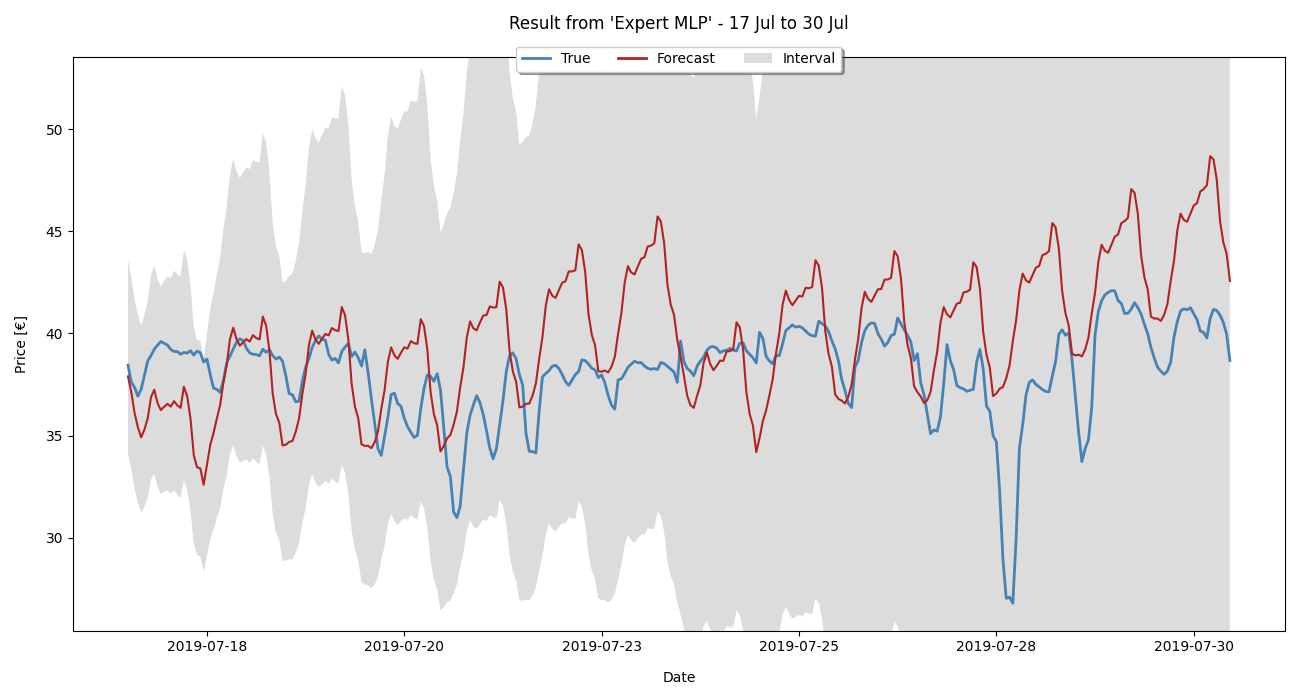 Result from 'Expert MLP' - 17 Jul to 30 Jul
True Forecast Interval
50
45
40
35
30
Price [€]
2019-07-18 2019-07-20 2019-07-23 2019-07-25 2019-07-28 2019-07-30
Date